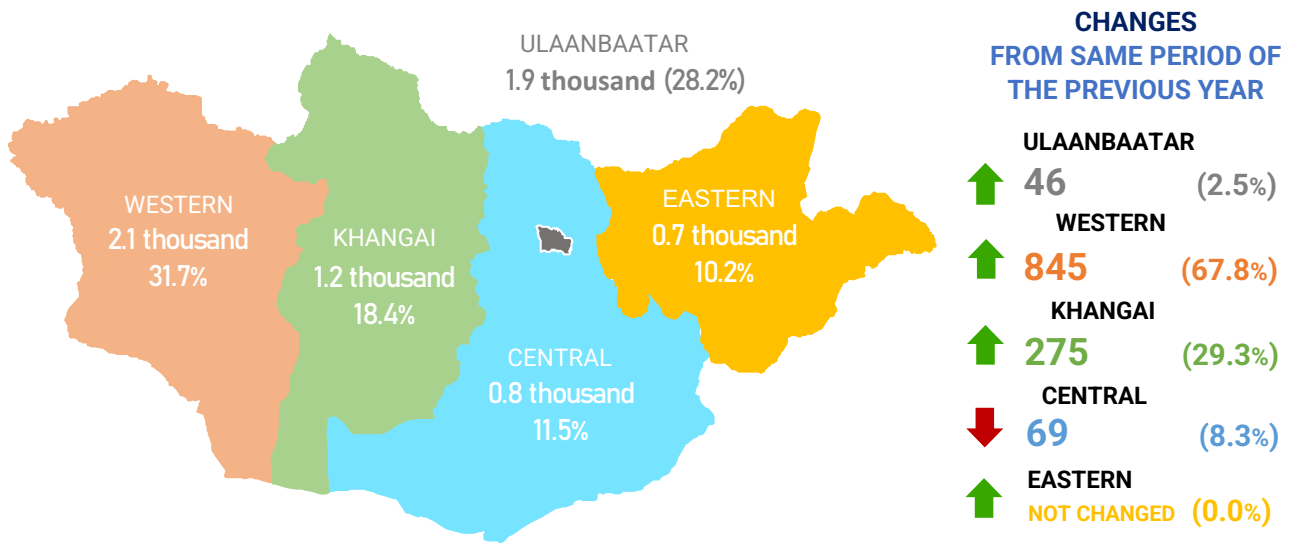 ULAANBAATAR
1.9 thousand (28.2%)
WESTERN
2.1 thousand
31.7%
KHANGAI
1.2 thousand
18.4%
CENTRAL
0.8 thousand
11.5%
EASTERN
0.7 thousand
10.2%
CHANGES
FROM SAME PERIOD OF
THE PREVIOUS YEAR
ULAANBAATAR
46 (2.5%)
WESTERN
845 (67.8%)
KHANGAI
275 (29.3%)
CENTRAL
69 (8.3%)
EASTERN
NOT CHANGED (0.0%)